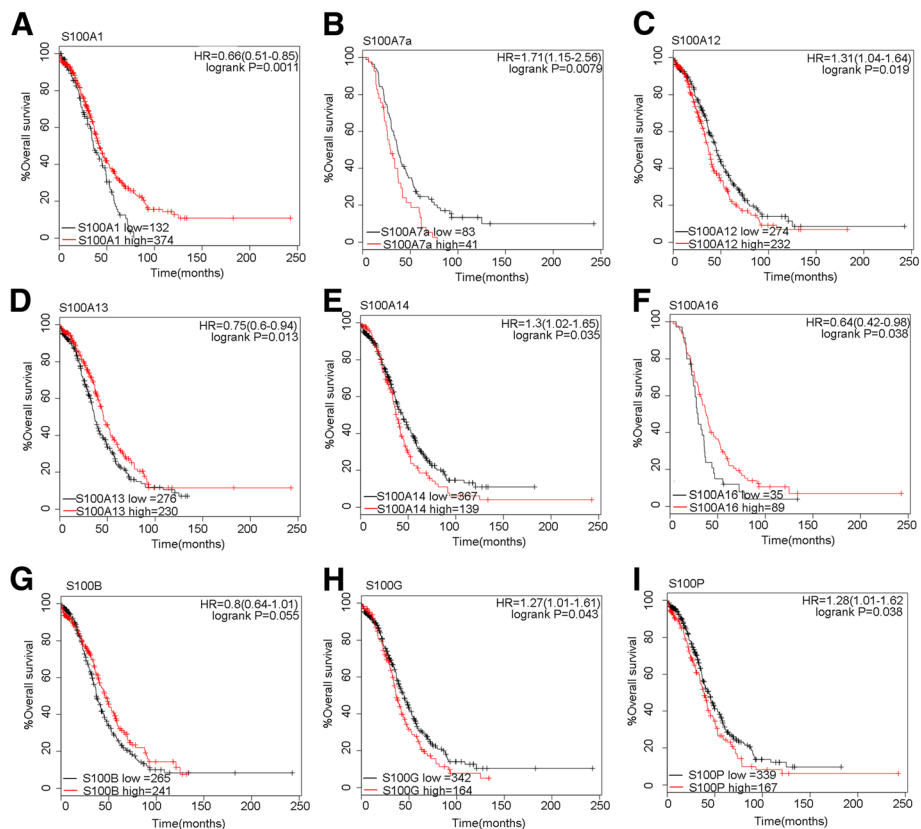 A
S100A1
HR=0.66(0.51-0.85)
logrank P=0.0011
%Overall survival
100
80
60
40
20
0
S100A1 low=132
S100A1 high=374
0 50 100 150 200 250
Time(months)
B
S100A7a
HR=1.71(1.15-2.56)
logrank P=0.0079
%Overall survival
100
80
60
40
20
0
S100A7a low =83
S100A7a high=41
0 50 100 150 200 250
Time(months)
C
S100A12
HR=1.31(1.04-1.64)
logrank P=0.019
%Overall survival
100
80
60
40
20
0
S100A12 low =274
S100A12 high=232
0 50 100 150 200 250
Time(months)
D
S100A13
HR=0.75(0.6-0.94)
logrank P=0.013
%Overall survival
100
80
60
40
20
0
S100A13 low =276
S100A13 high=230
0 50 100 150 200 250
Time(months)
E
S100A14
HR=1.3(1.02-1.65)
logrank P=0.035
%Overall survival
100
80
60
40
20
0
S100A14 low=367
S100A14 high=139
0 50 100 150 200 250
Time(months)
F
S100A16
HR=0.64(0.42-0.98)
logrank P=0.038
%Overall survival
100
80
60
40
20
0
S100A16 low =35
S100A16 high=89
0 50 100 150 200 250
Time(months)
G
S100B
HR=0.8(0.64-1.01)
logrank P=0.055
%Overall survival
100
80
60
40
20
0
S100B low =265
S100B high=241
0 50 100 150 200 250
Time(months)
H
S100G
HR=1.27(1.01-1.61)
logrank P=0.043
%Overall survival
100
80
60
40
20
0
S100G low =342
S100G high=164
0 50 100 150 200 250
Time(months)
I
S100P
HR=1.28(1.01-1.62
logrank P=0.038
%Overall survival
100
80
60
40
20
0
S100P low =339
S100P high=167
0 50 100 150 200 250
Time(months)